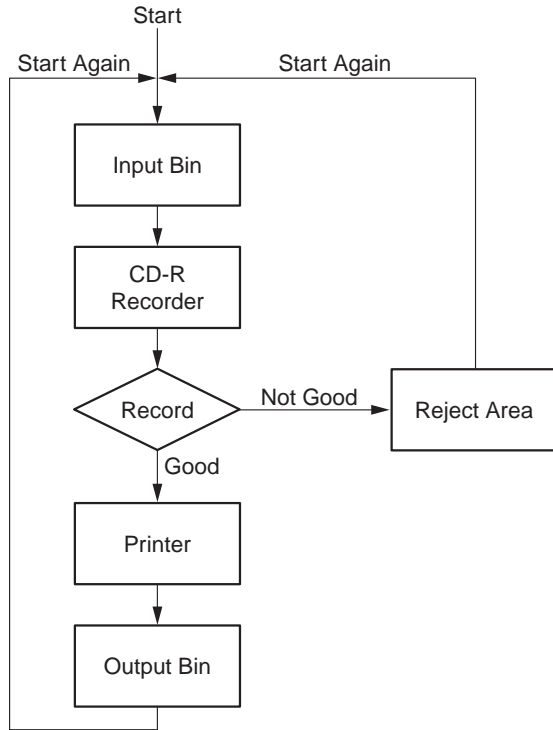 Start
Start Again
Start Again
Input Bin
CD-R
Recorder
Record
Not Good
Reject Area
Good
Printer
Output Bin